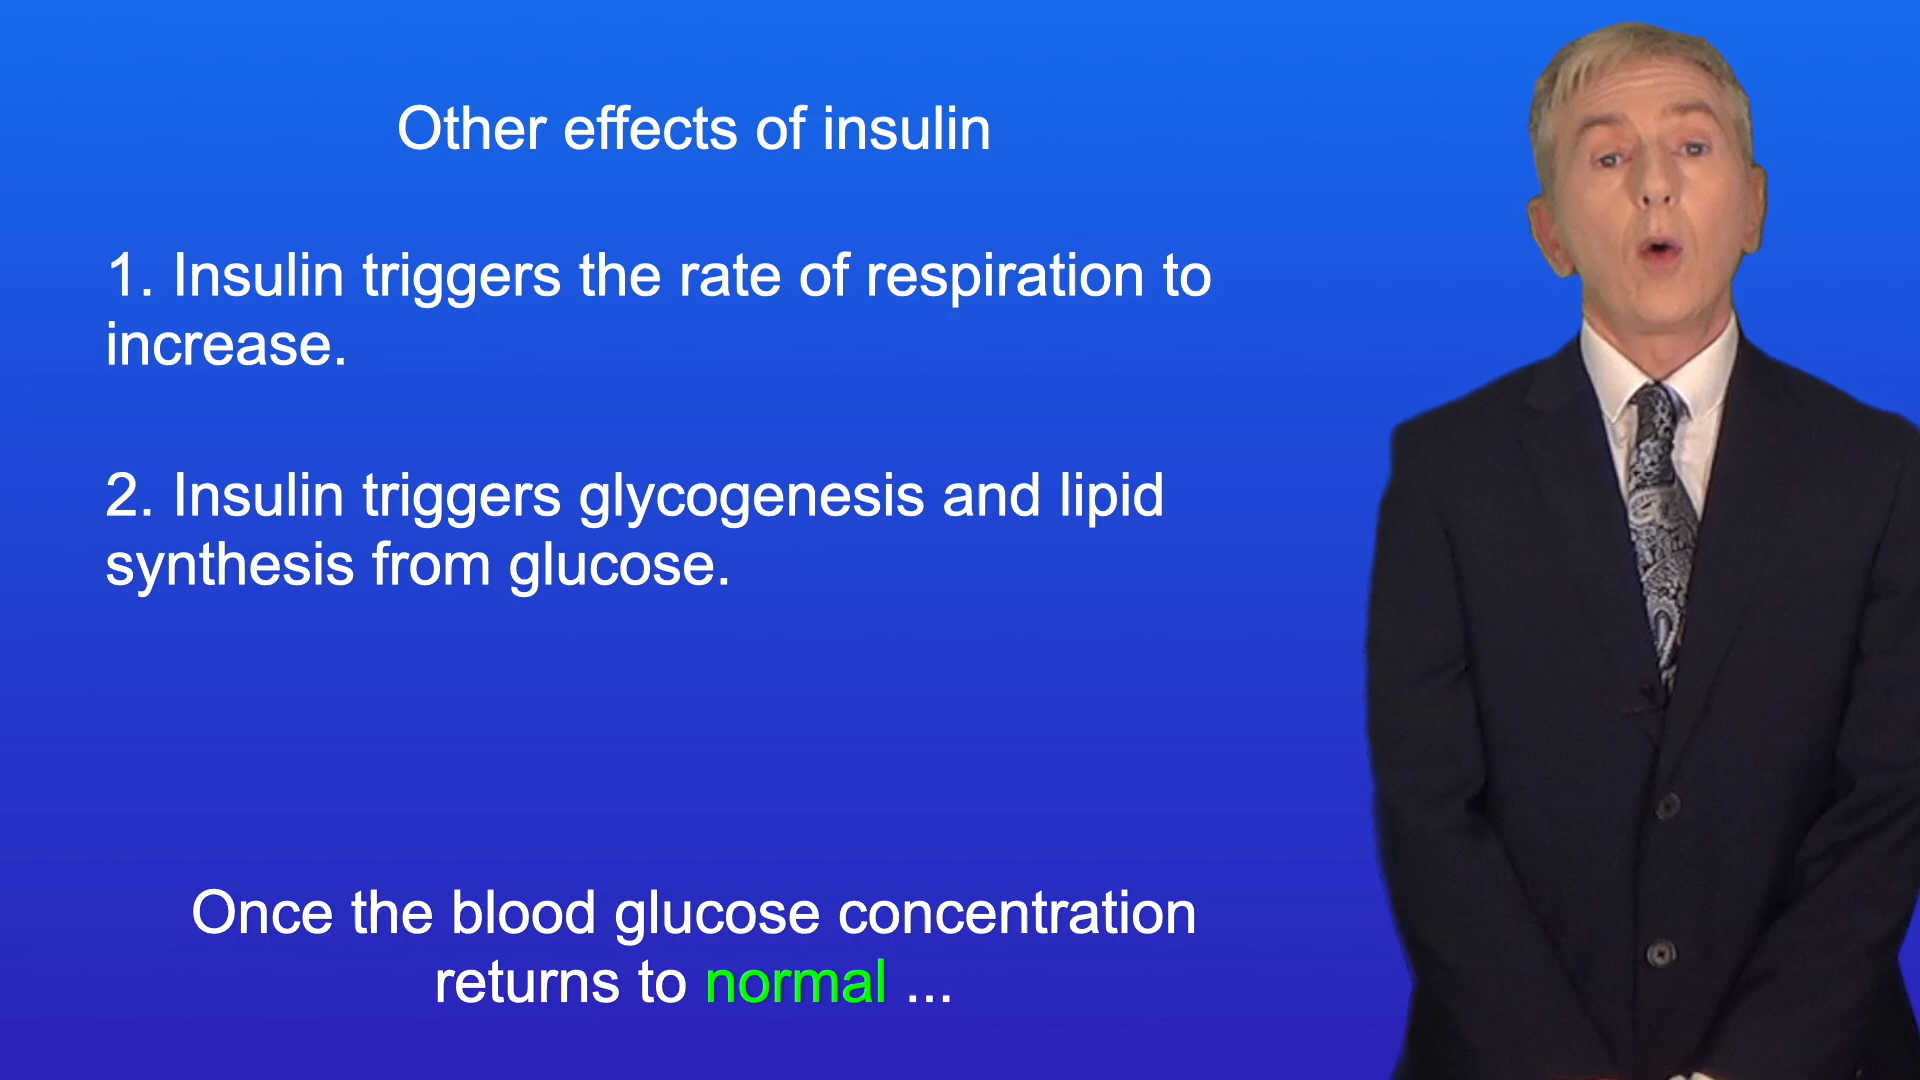 Other effects of insulin
1. Insulin triggers the rate of respiration to
increase.
2. Insulin triggers glycogenesis and lipid
synthesis from glucose.
Once the blood glucose concentration
returns to normal ...